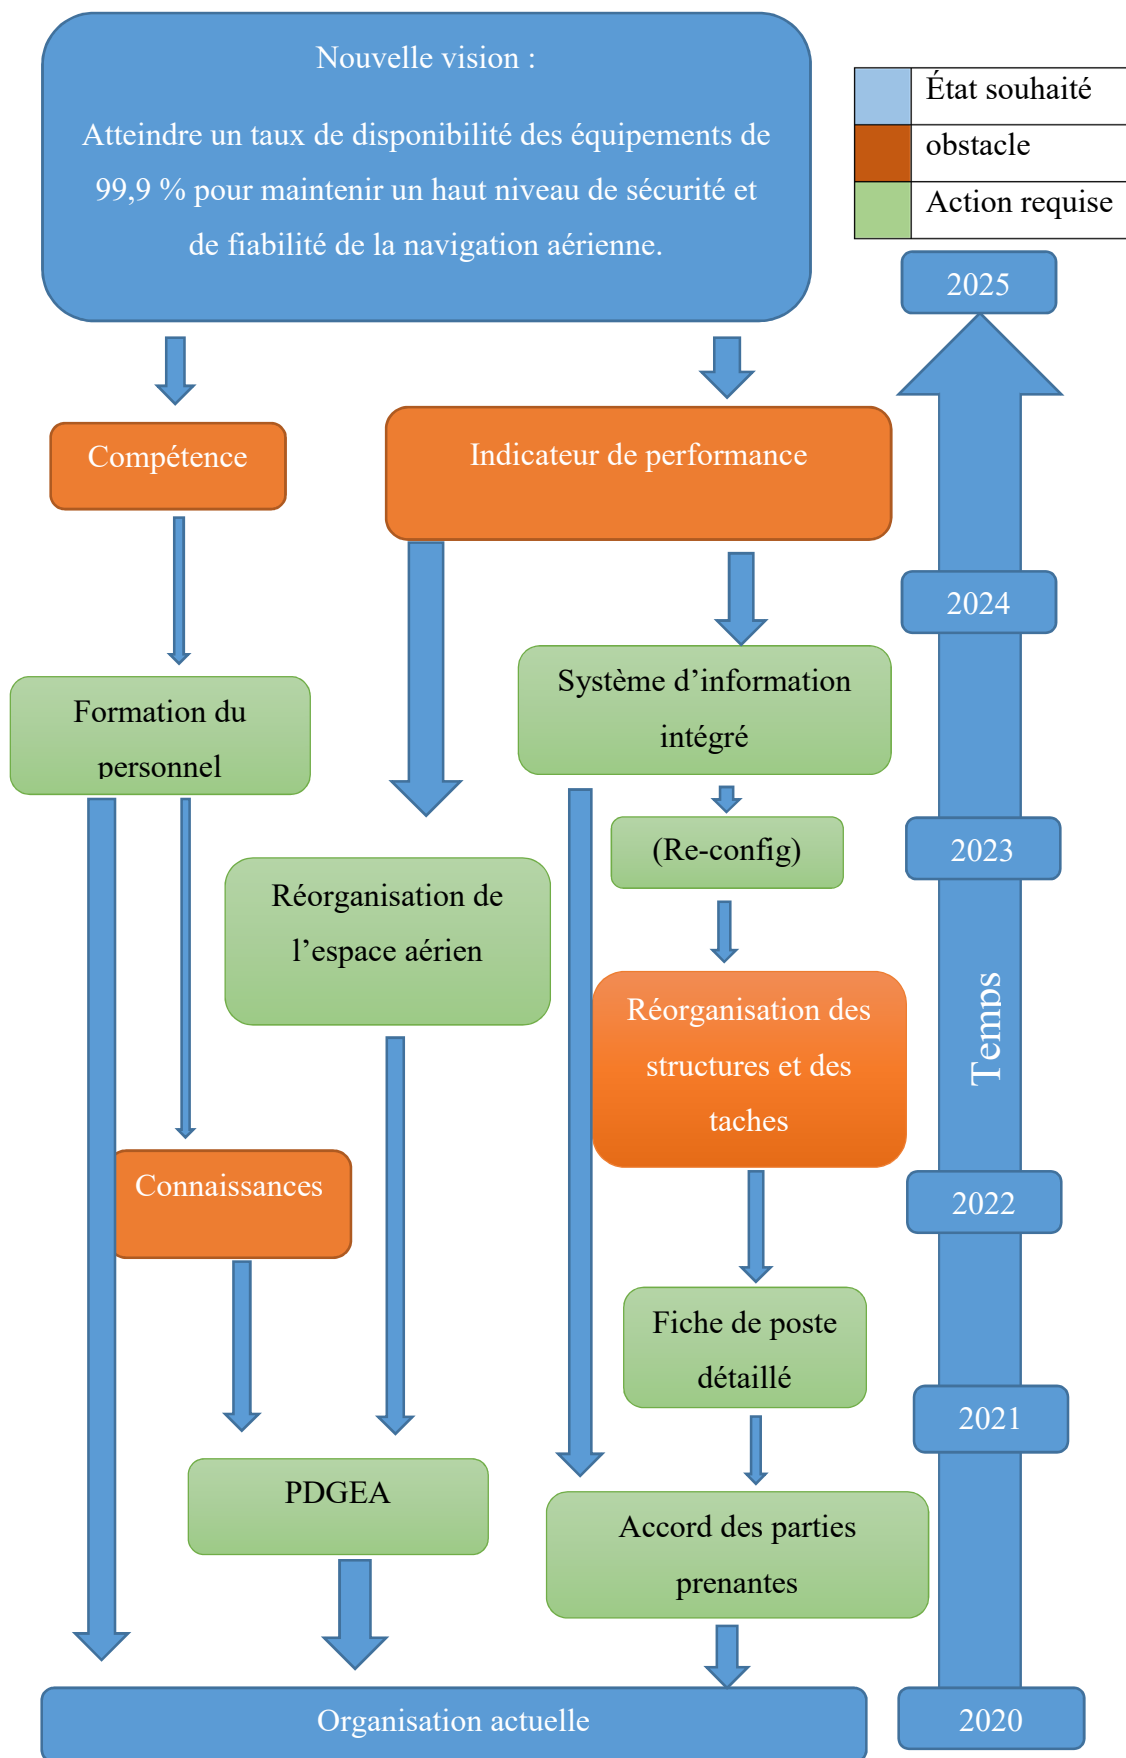 Nouvelle vision :
Atteindre un taux de disponibilité des équipements de
99,9 % pour maintenir un haut niveau de sécurité et
de fiabilité de la navigation aérienne.
État souhaité
obstacle
Action requise
2025
Compétence
Indicateur de performance
2024
Formation du
personnel
Système d’information
intégré
(Re-config)
2023
Réorganisation de
l’espace aérien
Réorganisation des
structures et des
taches
Temps
Connaissances
2022
Fiche de poste
détaillé
2021
PDGEA
Accord des parties
prenantes
Organisation actuelle
2020